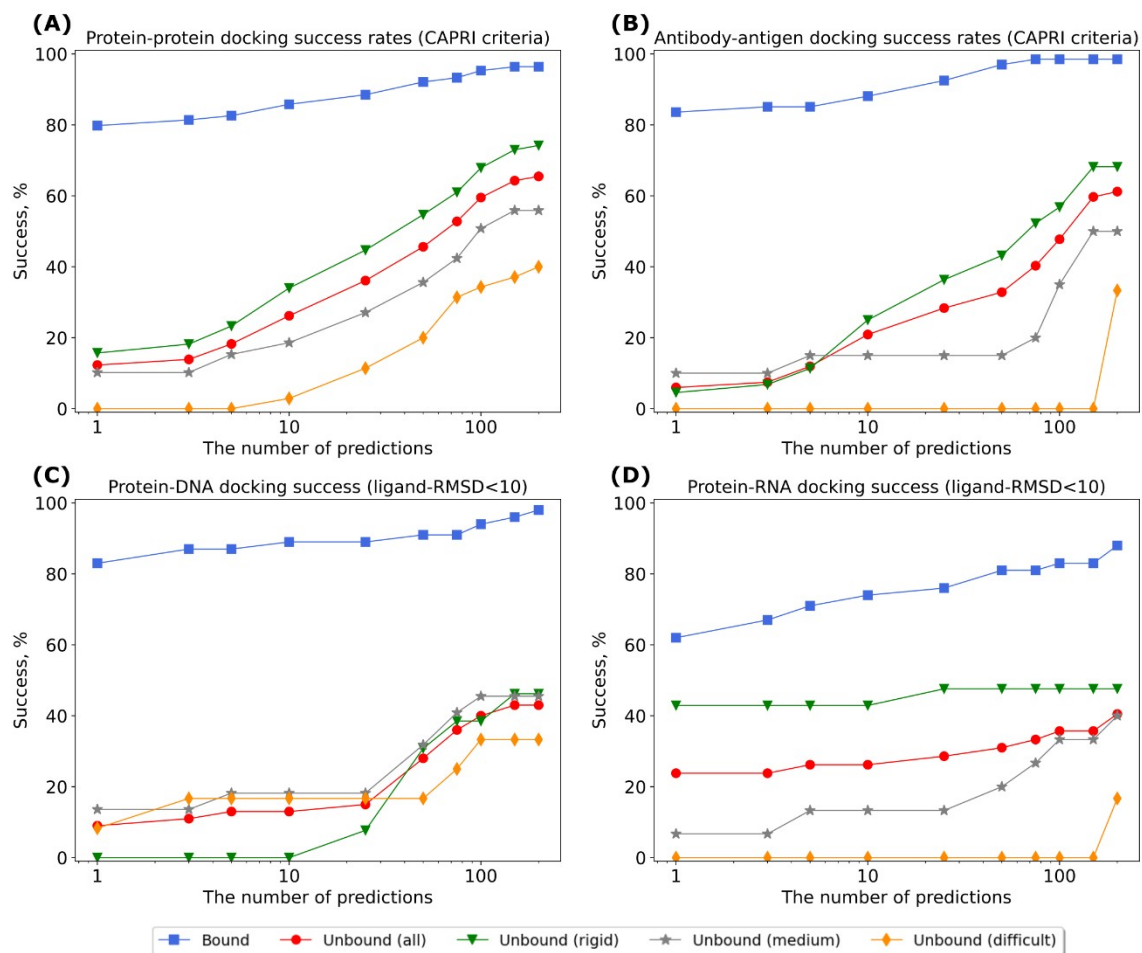 (A)
Protein-protein docking success rates (CAPRI criteria)
100
80
60
40
20
0
Success, %
1
10
100
The number of predictions
(B)
Antibody-antigen docking success rates (CAPRI criteria)
100
80
60
40
20
0
Success, %
1
10
100
The number of predictions
(C)
Protein-DNA docking success (ligand-RMSD<10)
100
80
60
40
20
0
Success, %
1
10
100
The number of predictions
(D)
Protein-RNA docking success (ligand-RMSD<10)
100
80
60
40
20
0
Success, %
1
10
100
The number of predictions
Bound Unbound (all) Unbound (rigid) Unbound (medium) Unbound (difficult)